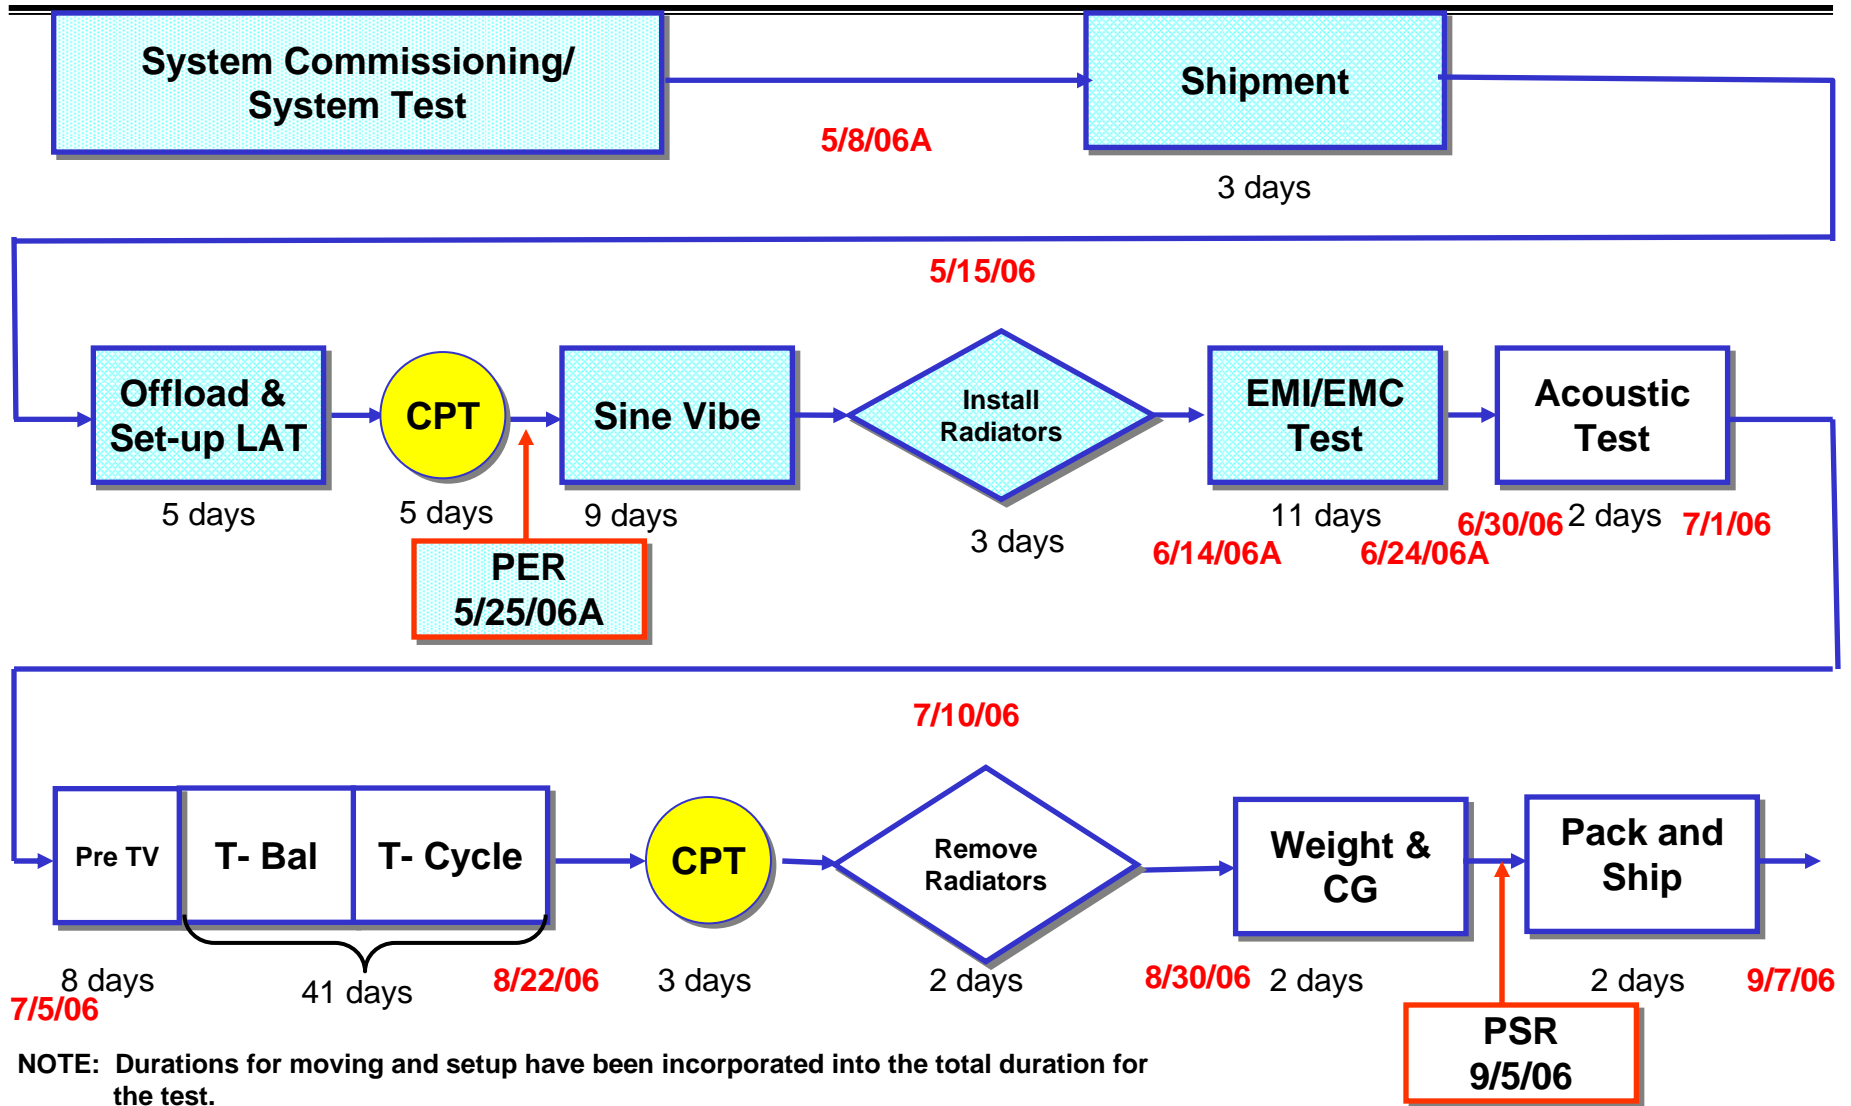 System Commissioning/
System Test
Shipment
5/8/06A
3 days
5/15/06
Offload &
Set-up LAT
CPT
Sine Vibe
Install
Radiators
EMI/EMC
Test
Acoustic
Test
5 days
5 days
9 days
3 days
11 days
2 days
6/14/06A
6/24/06A
6/30/06
7/1/06
PER
5/25/06A
7/10/06
Pre TV
T- Bal
T- Cycle
CPT
Remove
Radiators
Weight &
CG
Pack and
Ship
7/5/06
8 days
41 days
8/22/06
3 days
2 days
8/30/06
2 days
2 days
9/7/06
PSR
9/5/06
NOTE: Durations for moving and setup have been incorporated into the total duration for
the test.